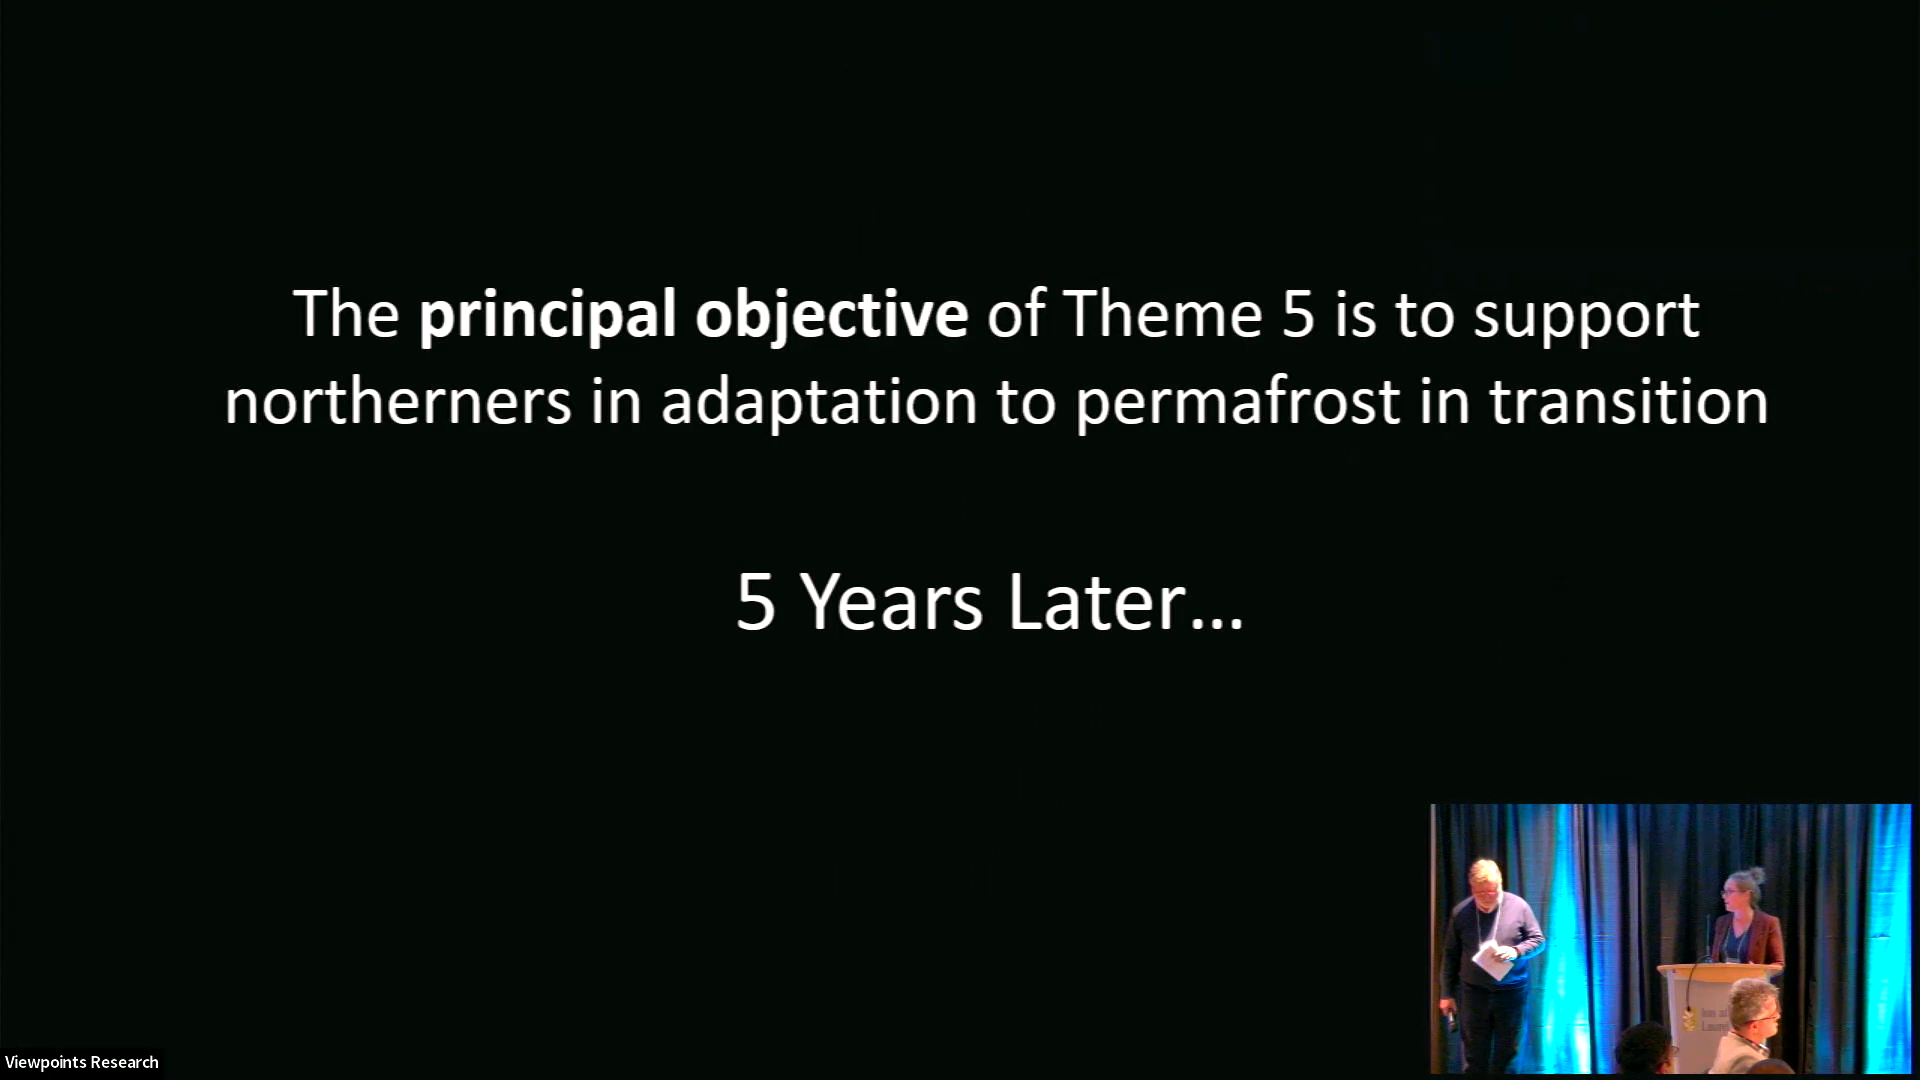 The principal objective of Theme 5 is to support
northerners in adaptation to permafrost in transition
5 Years Later...
Viewpoints Research